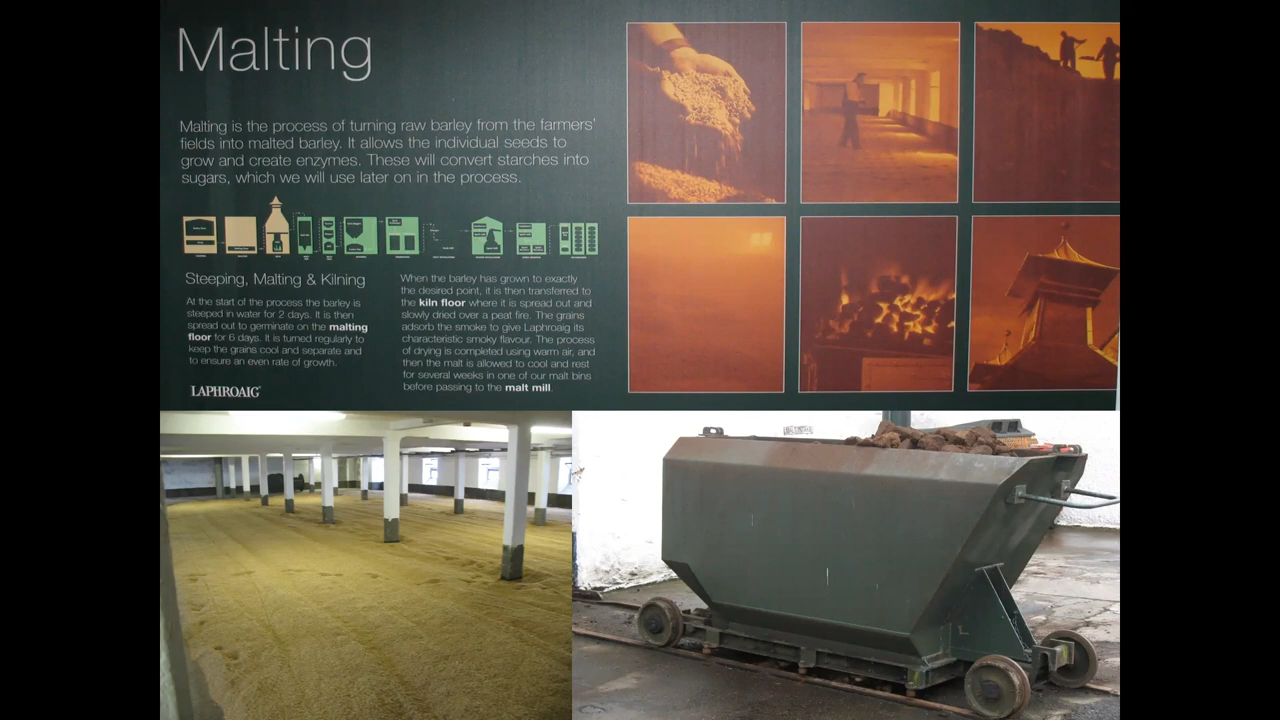 Malting
Malting is the process of turning raw barley from the farmers'
fields into malted barley. It allows the individual seeds to
grow and create enzymes. These will convert starches into
sugars, which we will use later on in the process.
Steeping, Malting & Kilning
At the start of the process the barley is
steeped in water for 2 days. It is then
spread out to germinate on the malting
floor for 6 days. It is turned regularly to
keep the grains cool and separate and
to ensure an even rate of growth.
When the barley has grown to exactly
the desired point, it is then transferred to
the kiln floor where it is spread out and
slowly dried over a peat fire. The grains
adsorb the smoke to give Laphroaig its
characteristic smoky flavour. The process
of drying is completed using warm air, and
then the malt is allowed to cool and rest
for several weeks in one of our malt bins
before passing to the malt mill.
LAPHROAIG